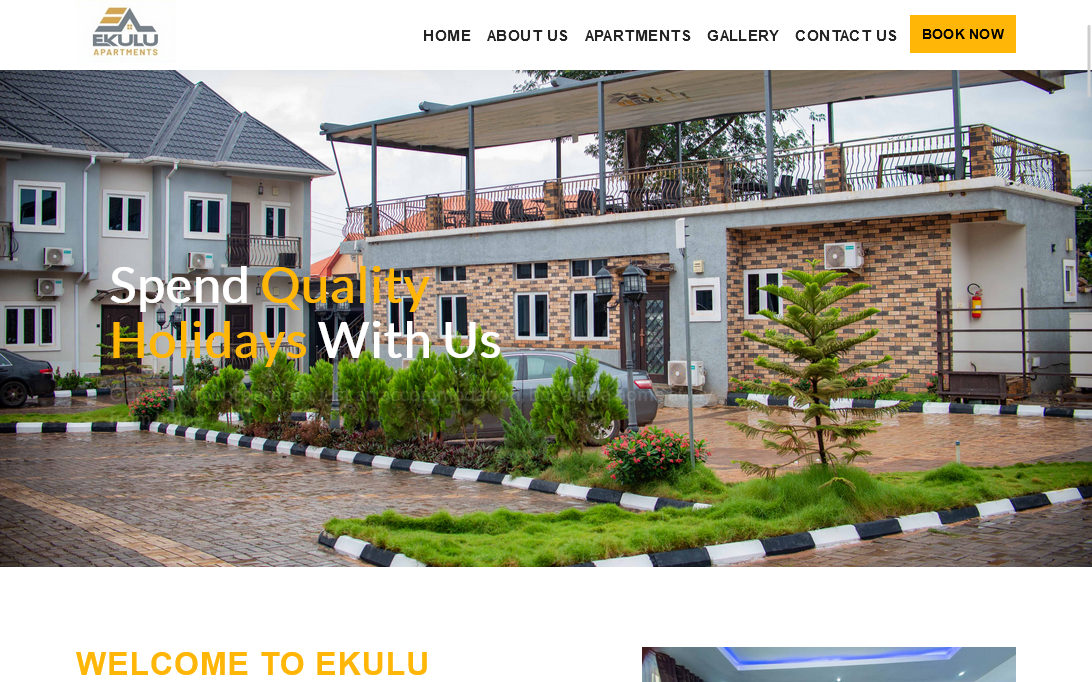 EKULU
APARTMENTS
HOME ABOUT US APARTMENTS GALLERY CONTACT US BOOK NOW
Spend Quality
Holidays With Us
WELCOME TO EKULU